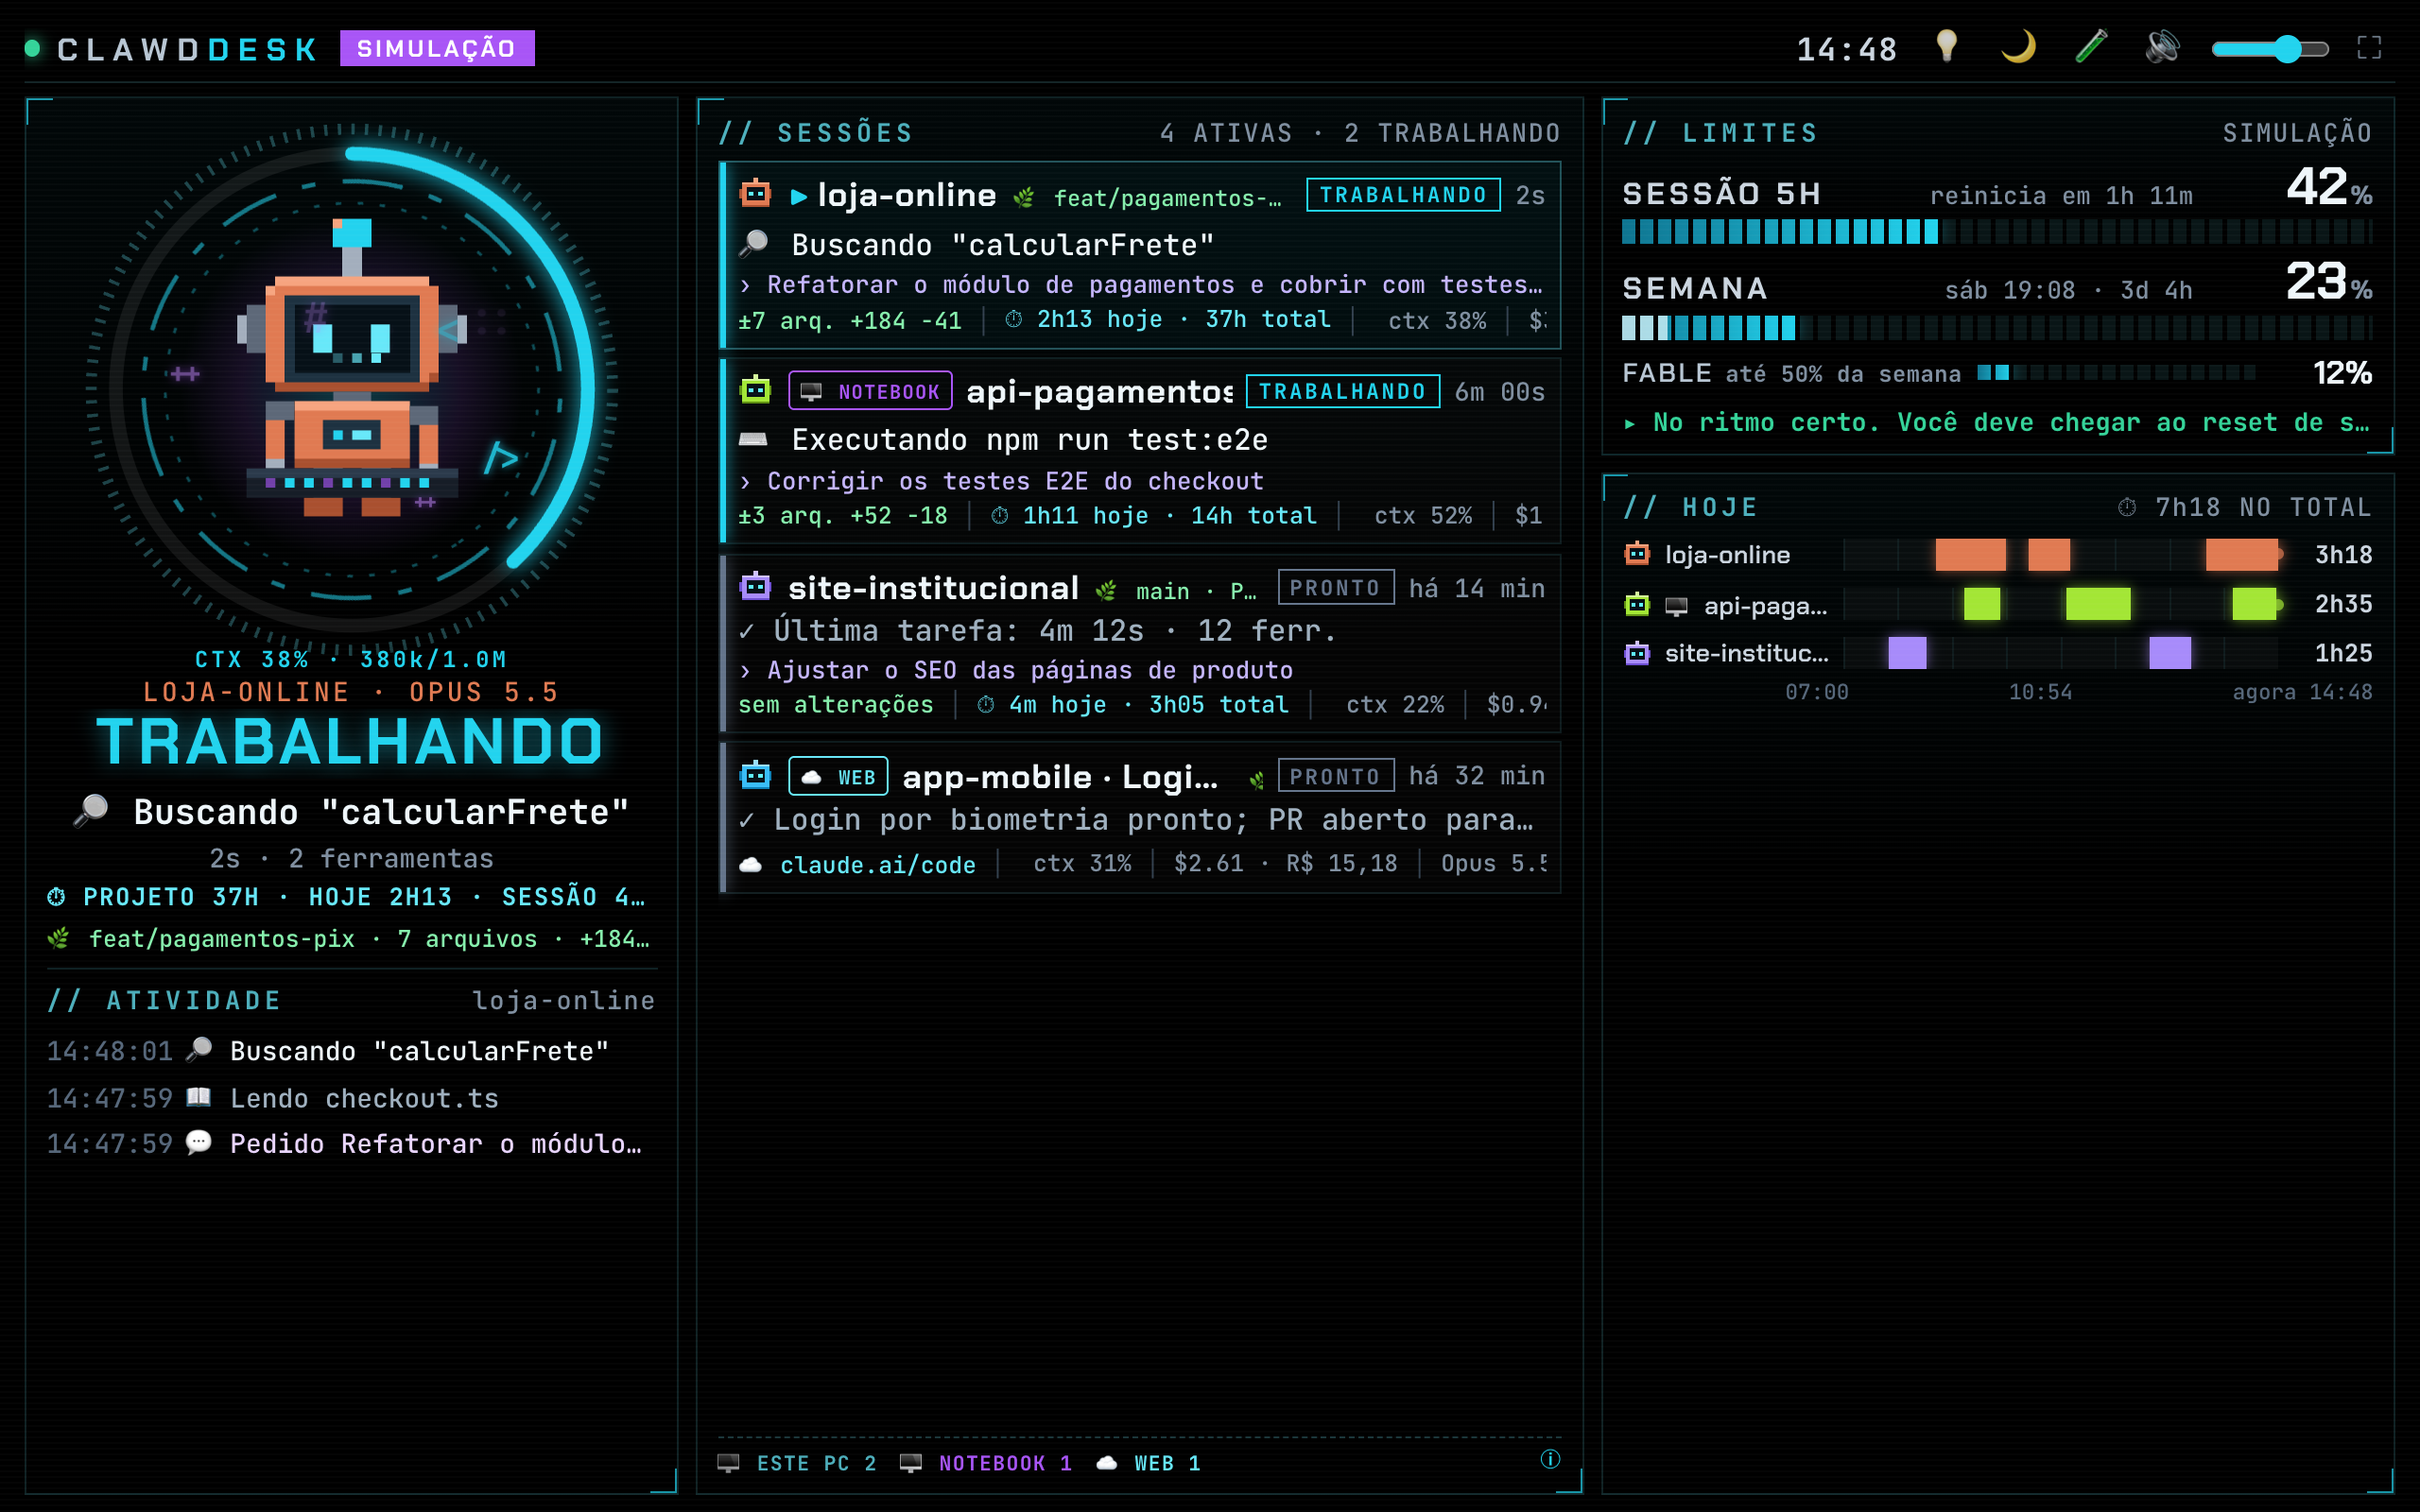 CLAWDDESK SIMULAÇÃO
14:48
CTX 38% · 380k/1.0M
LOJA-ONLINE · OPUS 5.5
TRABALHANDO
Buscando "calcularFrete"
2s · 2 ferramentas
PROJETO 37H · HOJE 2H13 · SESSÃO 4…
feat/pagamentos-pix · 7 arquivos · +184…
// ATIVIDADE loja-online
14:48:01 Buscando "calcularFrete"
14:47:59 Lendo checkout.ts
14:47:59 Pedido Refatorar o módulo…
// SESSÕES 4 ATIVAS · 2 TRABALHANDO
▶ loja-online feat/pagamentos-… TRABALHANDO 2s
Buscando "calcularFrete"
› Refatorar o módulo de pagamentos e cobrir com testes…
±7 arq. +184 -41 2h13 hoje · 37h total ctx 38%
NOTEBOOK api-pagamentos TRABALHANDO 6m 00s
Executando npm run test:e2e
› Corrigir os testes E2E do checkout
±3 arq. +52 -18 1h11 hoje · 14h total ctx 52% $1
site-institucional main · P… PRONTO há 14 min
✓ Última tarefa: 4m 12s · 12 ferr.
› Ajustar o SEO das páginas de produto
sem alterações 4m hoje · 3h05 total ctx 22% $0.9
WEB app-mobile · Logi… PRONTO há 32 min
✓ Login por biometria pronto; PR aberto para…
claude.ai/code ctx 31% $2.61 · R$ 15,18 Opus 5.5
ESTE PC 2 NOTEBOOK 1 WEB 1
// LIMITES SIMULAÇÃO
SESSÃO 5H reinicia em 1h 11m 42%
SEMANA sáb 19:08 · 3d 4h 23%
FABLE até 50% da semana 12%
▸ No ritmo certo. Você deve chegar ao reset de s…
// HOJE 7h18 NO TOTAL
loja-online 3h18
api-paga… 2h35
site-instituc… 1h25
07:00 10:54 agora 14:48